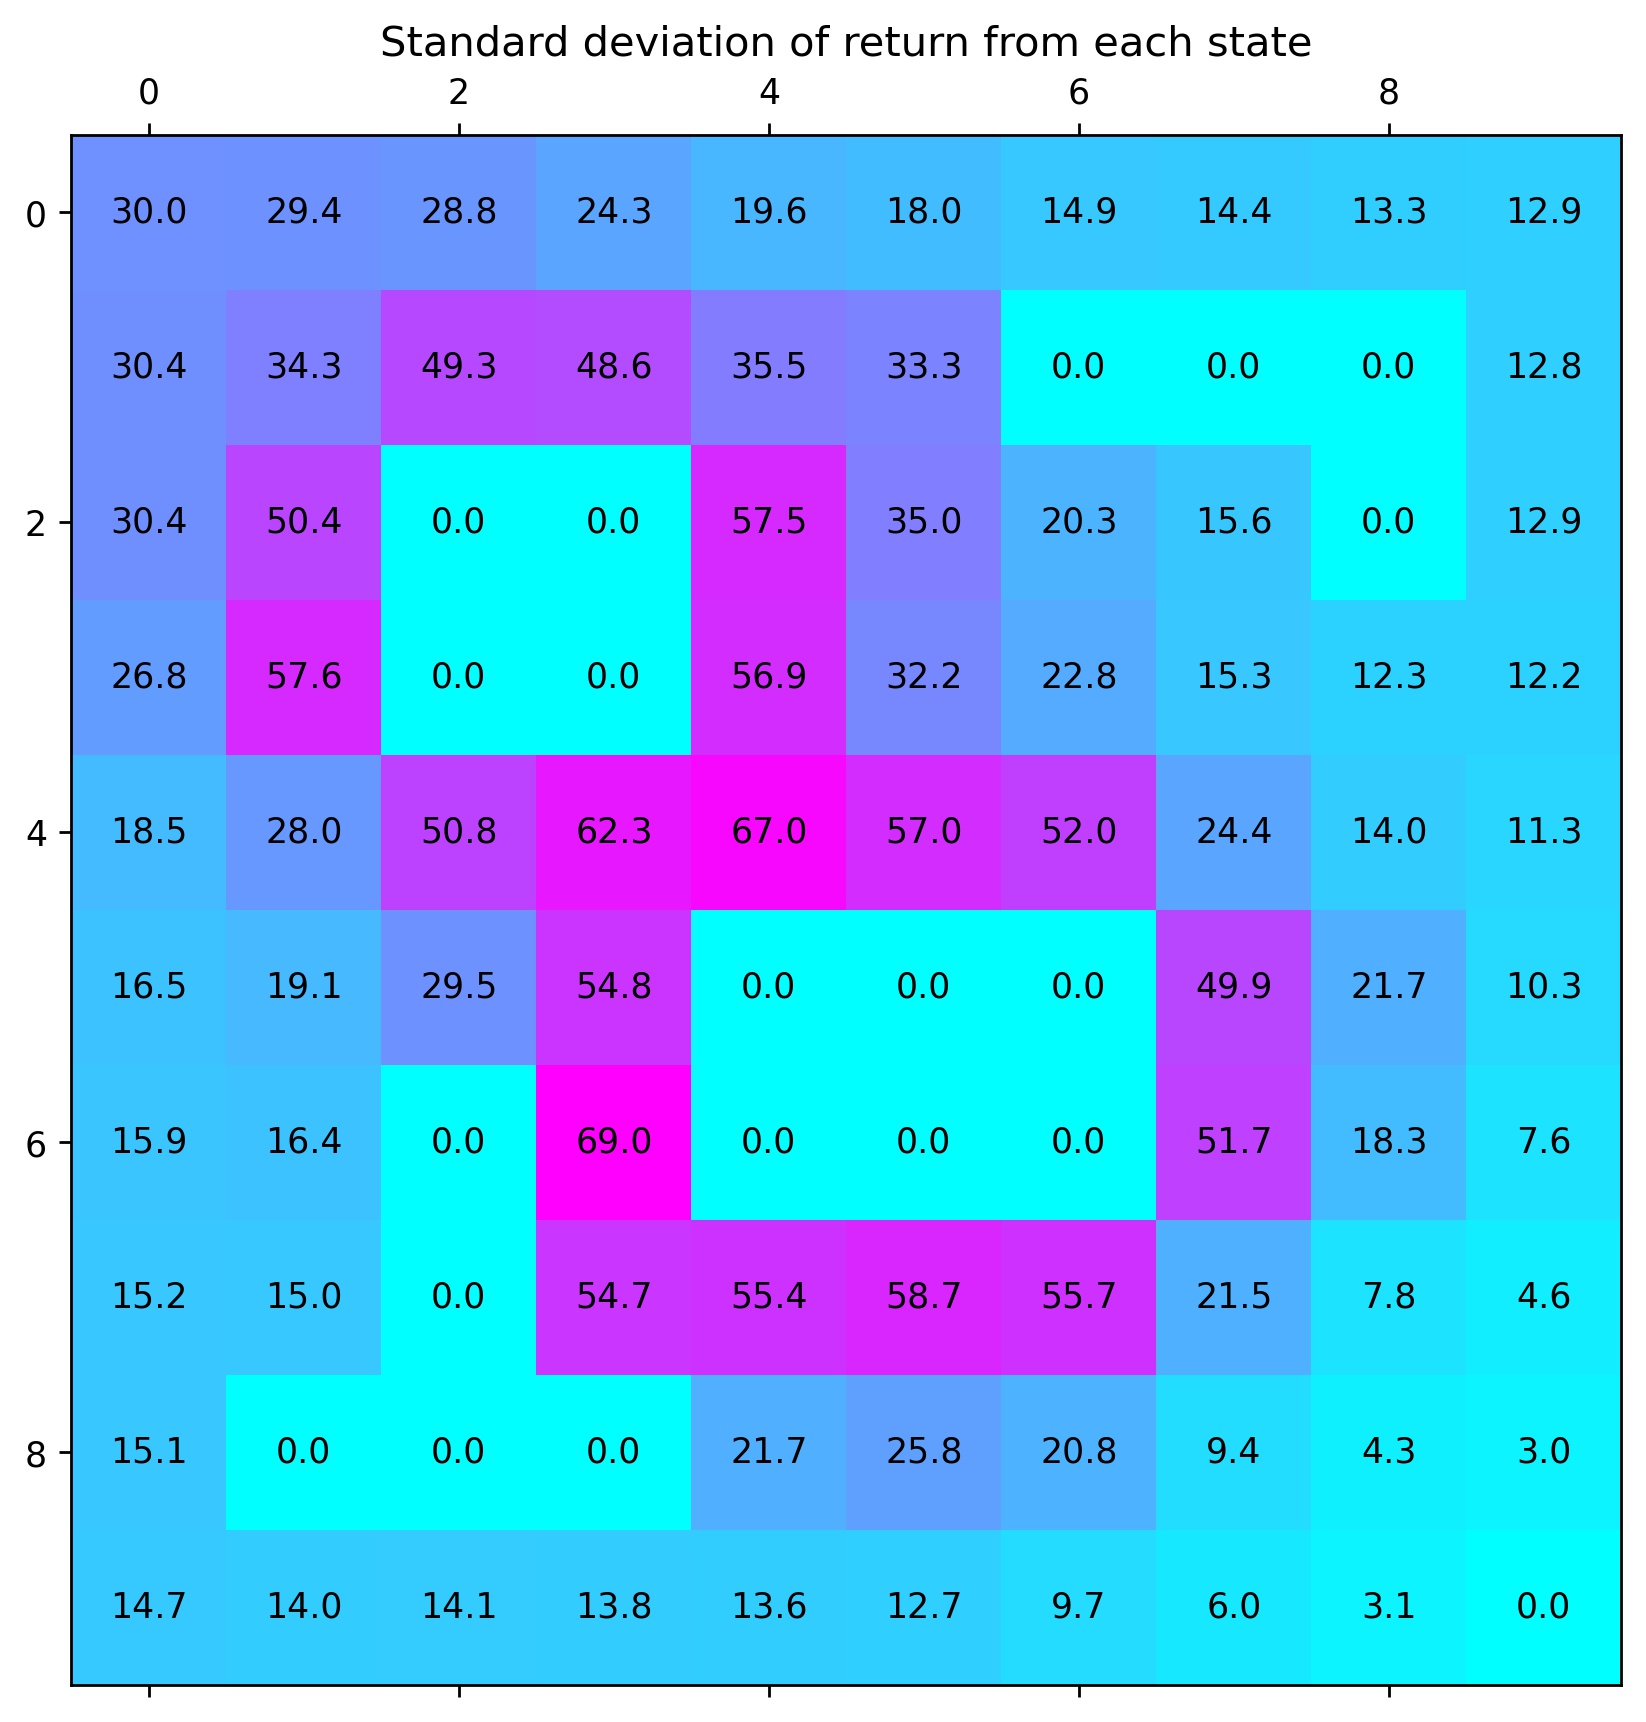 Standard deviation of return from each state
0 2 4 6 8
0 30.0 29.4 28.8 24.3 19.6 18.0 14.9 14.4 13.3 12.9
30.4 34.3 49.3 48.6 35.5 33.3 0.0 0.0 0.0 12.8
2 30.4 50.4 0.0 0.0 57.5 35.0 20.3 15.6 0.0 12.9
26.8 57.6 0.0 0.0 56.9 32.2 22.8 15.3 12.3 12.2
4 18.5 28.0 50.8 62.3 67.0 57.0 52.0 24.4 14.0 11.3
16.5 19.1 29.5 54.8 0.0 0.0 0.0 49.9 21.7 10.3
6 15.9 16.4 0.0 69.0 0.0 0.0 0.0 51.7 18.3 7.6
15.2 15.0 0.0 54.7 55.4 58.7 55.7 21.5 7.8 4.6
8 15.1 0.0 0.0 0.0 21.7 25.8 20.8 9.4 4.3 3.0
14.7 14.0 14.1 13.8 13.6 12.7 9.7 6.0 3.1 0.0